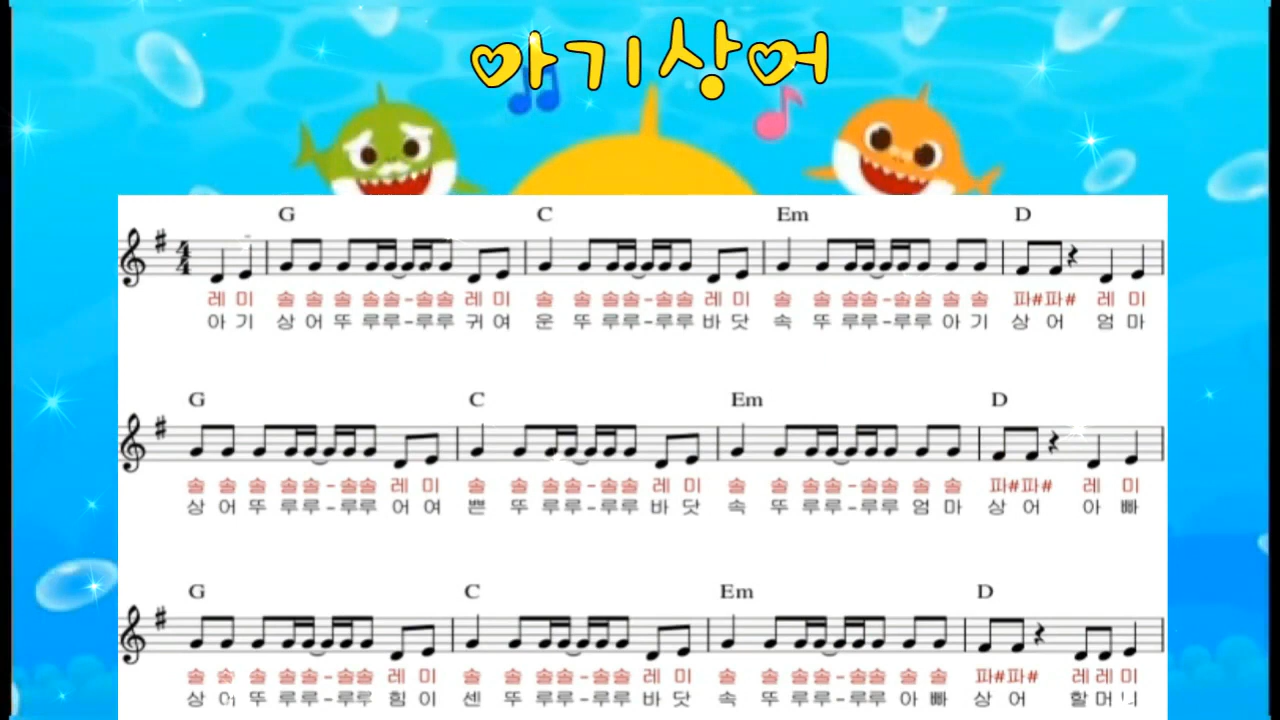 아기상어
G C Em D
레 미 솔 솔 솔 솔솔-솔솔 레 미 솔 솔 솔솔-솔솔 레 미 솔 솔 솔솔-솔솔 솔 솔 파#파# 레 미
아 기 상 어 뚜 루루-루루 귀 여 운 뚜 루루-루루 바 닷 속 뚜 루루-루루 아 기 상 어 엄 마
G C Em D
솔 솔 솔 솔솔-솔솔 레 미 솔 솔 솔솔-솔솔 레 미 솔 솔 솔솔-솔솔 솔 솔 파#파# 레 미
상 어 뚜 루루-루루 어 여 쁜 뚜 루루-루루 바 닷 속 뚜 루루-루루 엄 마 상 어 아 빠
G C Em D
솔 솔 솔 솔솔-솔솔 레 미 솔 솔 솔솔-솔솔 레 미 솔 솔 솔솔-솔솔 솔 솔 파#파# 레레 미
상 어 뚜 루루-루루 힘 이 센 뚜 루루-루루 바 닷 속 뚜 루루-루루 아 빠 상 어 할머니